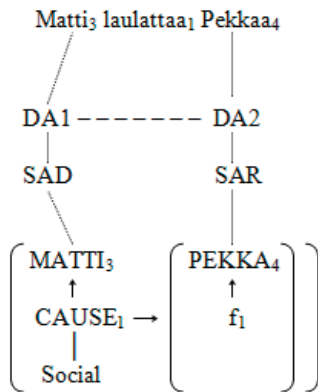 Matti₃ laulattaa₁ Pekkaa₄
DA1 DA2
SAD SAR
MATTI₃ PEKKA₄
CAUSE₁ → f₁
Social